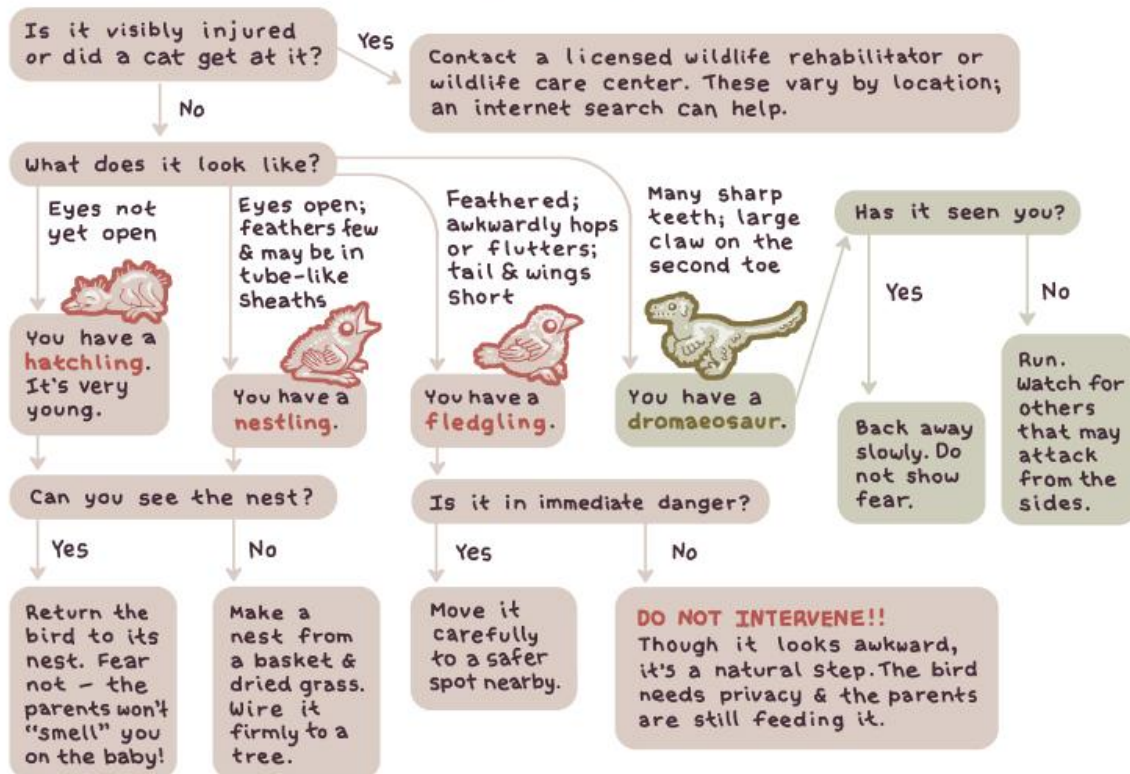 Is it visibly injured
or did a cat get at it?
Yes
Contact a licensed wildlife rehabilitator or
wildlife care center. These vary by location;
an internet search can help.
No
What does it look like?
Eyes not
yet open
Eyes open;
feathers few
& may be in
tube-like
sheaths
Feathered;
awkwardly hops
or flutters;
tail & wings
short
Many sharp
teeth; large
claw on the
second toe
Has it seen you?
Yes
No
You have a
hatchling.
It's very
young.
You have a
nestling.
You have a
fledgling.
You have a
dromaeosaur.
Back away
slowly. Do
not show
fear.
Run.
Watch for
others
that may
attack
from the
sides.
Can you see the nest?
Yes
No
Is it in immediate danger?
Yes
No
Return the
bird to its
nest. Fear
not – the
parents won't
"smell" you
on the baby!
Make a
nest from
a basket &
dried grass.
Wire it
firmly to a
tree.
Move it
carefully
to a safer
spot nearby.
DO NOT INTERVENE!!
Though it looks awkward,
it's a natural step. The bird
needs privacy & the parents
are still feeding it.